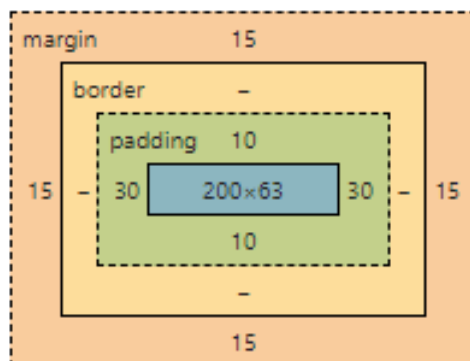 margin 15
border –
padding 10
15 – 30 200×63 30 – 15
10
–
15